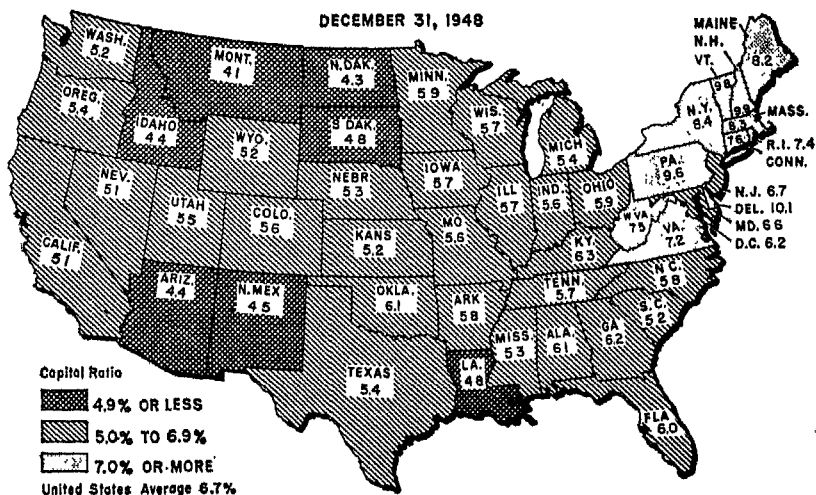 DECEMBER 31, 1948
WASH.
5.2
MONT.
4.1
N.DAK.
4.3
MINN.
5.9
MAINE
8.2
N.H.
VT.
9.8
9.9
MASS.
8.3
7.6
R.I. 7.4
CONN.
OREG.
5.4
IDAHO
4.4
WYO.
5.2
S DAK.
4.8
WIS.
5.7
MICH
5.4
N.Y.
8.4
PA.
9.6
N.J. 6.7
DEL. 10.1
MD. 6.6
D.C. 6.2
NEV.
5.1
UTAH
5.5
COLO.
5.6
NEBR
5.3
IOWA
5.7
ILL
5.7
IND.
5.6
OHIO
5.9
W VA
7.5
VA.
7.2
CALIF.
5.1
KANS
5.2
MO
5.6
KY.
6.3
N C.
5.8
ARIZ.
4.4
N.MEX
4.5
OKLA.
6.1
ARK
5.8
TENN.
5.7
S.C.
5.2
TEXAS
5.4
LA.
4.8
MISS.
5.3
ALA.
6.1
GA
6.2
FLA
6.0
Capital Ratio
4.9% OR LESS
5.0% TO 6.9%
7.0% OR-MORE
United States Average 6.7%